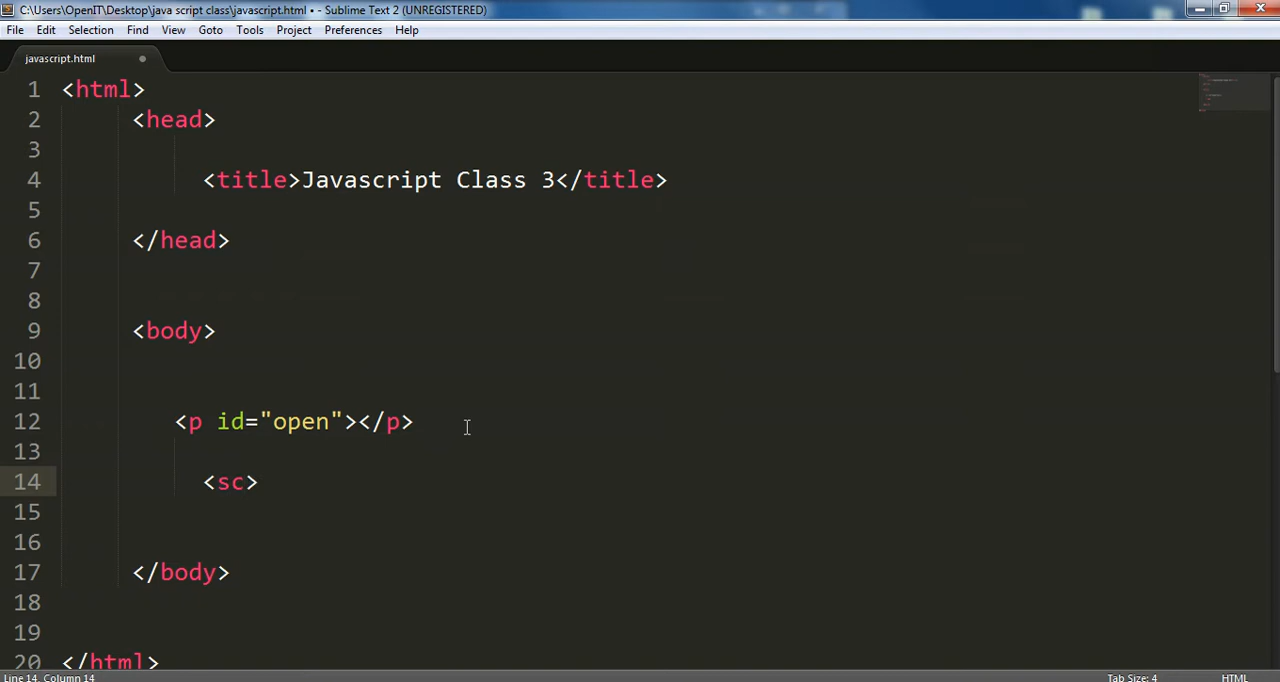 C:\Users\OpenIT\Desktop\java script class\javascript.html • - Sublime Text 2 (UNREGISTERED)
File Edit Selection Find View Goto Tools Project Preferences Help
javascript.html
1 <html>
2 <head>
3
4 <title>Javascript Class 3</title>
5
6 </head>
7
8
9 <body>
10
11
12 <p id="open"></p>
13
14 <sc>
15
16
17 </body>
18
19
20 </html>
Line 14, Column 14 Tab Size: 4 HTML